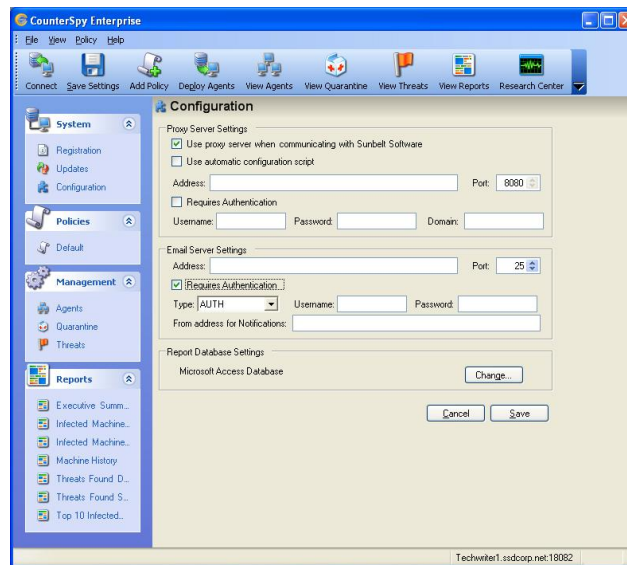 CounterSpy Enterprise
File View Policy Help
Connect Save Settings Add Policy Deploy Agents View Agents View Quarantine View Threats View Reports Research Center
Configuration
System
Registration
Updates
Configuration
Policies
Default
Management
Agents
Quarantine
Threats
Reports
Executive Summ...
Infected Machine...
Infected Machine...
Machine History
Threats Found D...
Threats Found S...
Top 10 Infected...
Proxy Server Settings
Use proxy server when communicating with Sunbelt Software
Use automatic configuration script
Address: Port: 8080
Requires Authentication
Username: Password: Domain:
Email Server Settings
Address: Port: 25
Requires Authentication
Type: AUTH Username: Password:
From address for Notifications:
Report Database Settings
Microsoft Access Database Change...
Cancel Save
Techwriter1.ssdcorp.net:18082